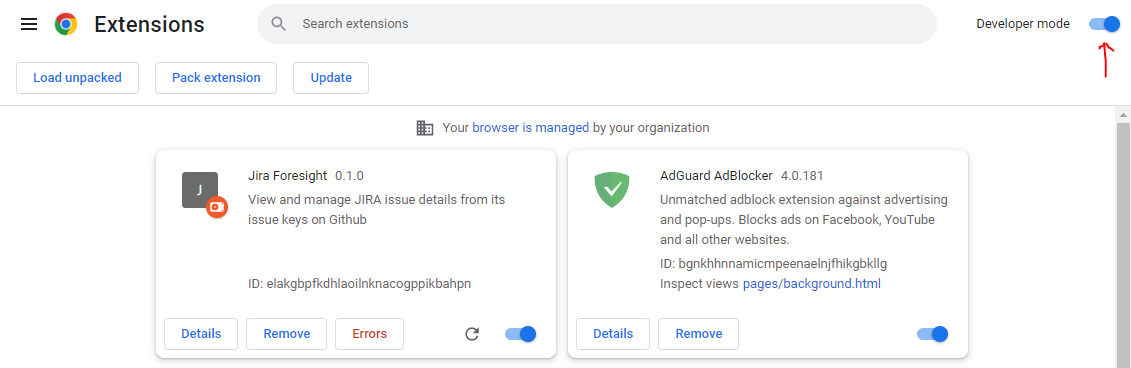 Extensions
Search extensions
Developer mode
Load unpacked
Pack extension
Update
Your browser is managed by your organization
J
Jira Foresight 0.1.0
View and manage JIRA issue details from its
issue keys on Github
ID: elakgbpfkdhlaoilnknacogppikbahpn
Details
Remove
Errors
AdGuard AdBlocker 4.0.181
Unmatched adblock extension against advertising
and pop-ups. Blocks ads on Facebook, YouTube
and all other websites.
ID: bgnkhhnnamicmpeenaelnjfhikgbkllg
Inspect views pages/background.html
Details
Remove